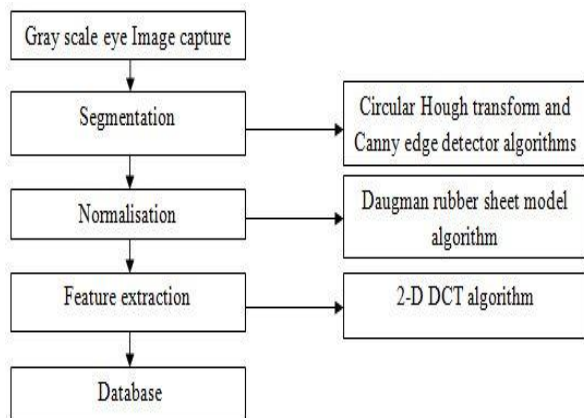 Gray scale eye Image capture
Segmentation
Circular Hough transform and
Canny edge detector algorithms
Normalisation
Daugman rubber sheet model
algorithm
Feature extraction
2-D DCT algorithm
Database